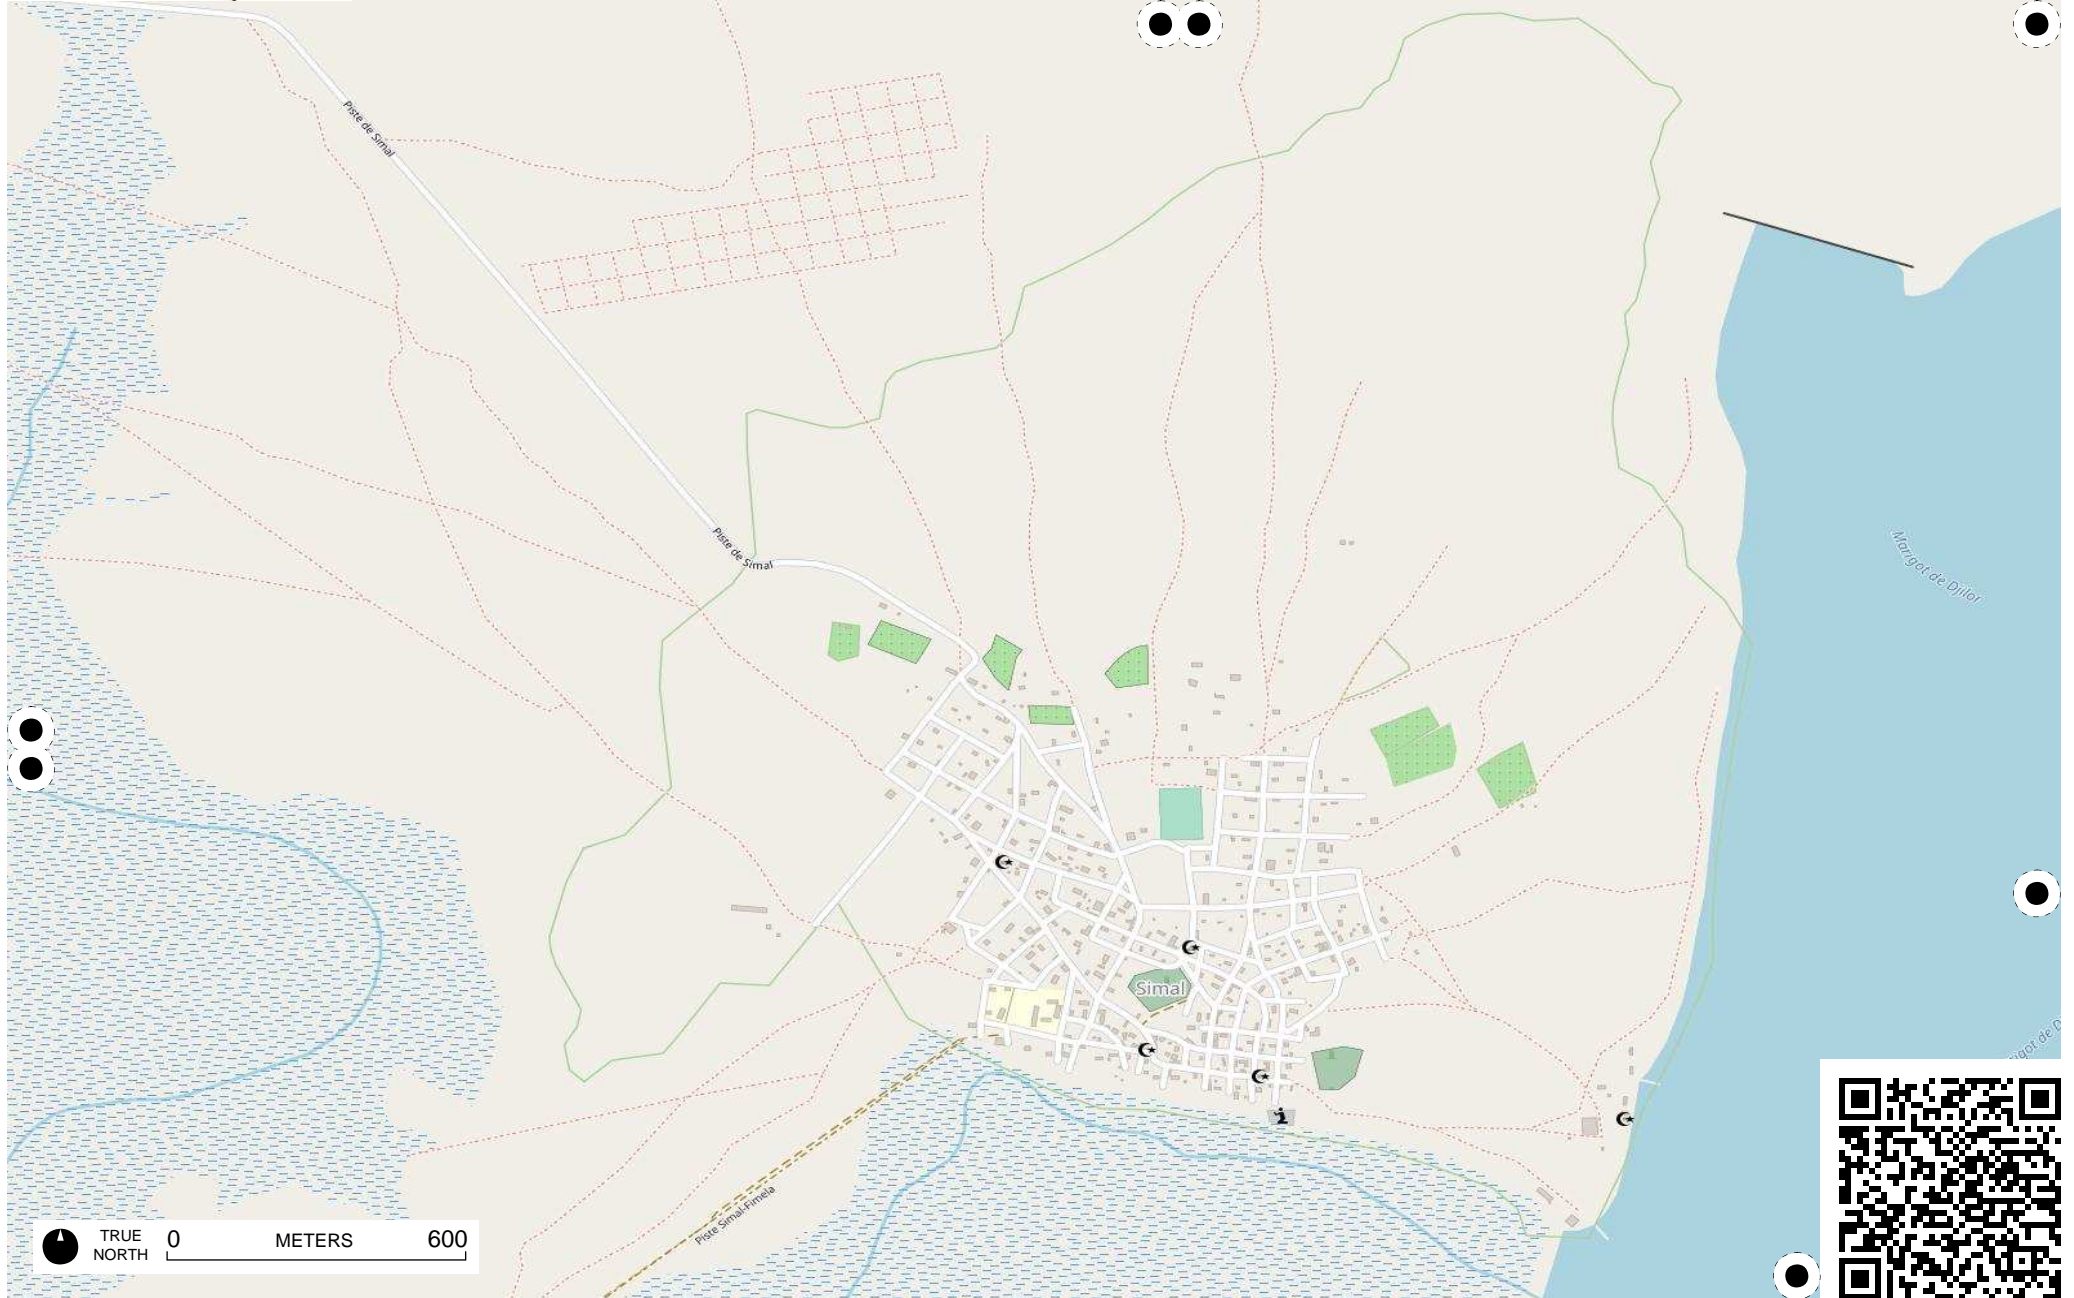 Piste de Simal
Piste de Simal
Marigot de Djilor
Simal
Piste Simal-Fimela
TRUE
NORTH
0 METERS 600